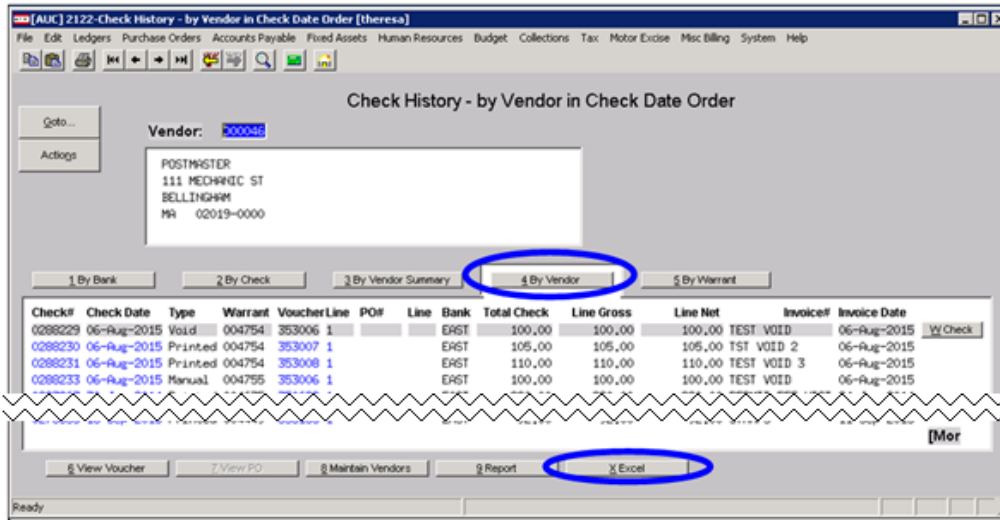 [AUC] 2122-Check History - by Vendor in Check Date Order [theresa]
File Edit Ledgers Purchase Orders Accounts Payable Fixed Assets Human Resources Budget Collections Tax Motor Excise Misc Billing System Help
Check History - by Vendor in Check Date Order
Goto...
Vendor: 000046
Actions
POSTMASTER
111 MECHANIC ST
BELLINGHAM
MA 02019-0000
1 By Bank 2 By Check 3 By Vendor Summary 4 By Vendor 5 By Warrant
Check# Check Date Type Warrant Voucher Line PO# Line Bank Total Check Line Gross Line Net Invoice# Invoice Date
0288229 06-Aug-2015 Void 004754 353006 1 EAST 100.00 100.00 100.00 TEST VOID 06-Aug-2015 W Check
0288230 06-Aug-2015 Printed 004754 353007 1 EAST 105.00 105.00 105.00 TST VOID 2 06-Aug-2015
0288231 06-Aug-2015 Printed 004754 353008 1 EAST 110.00 110.00 110.00 TEST VOID 3 06-Aug-2015
0288233 06-Aug-2015 Manual 004755 353006 1 EAST 100.00 100.00 100.00 TEST VOID 06-Aug-2015
[Mor
6 View Voucher 7 View PO 8 Maintain Vendors 9 Report X Excel
Ready